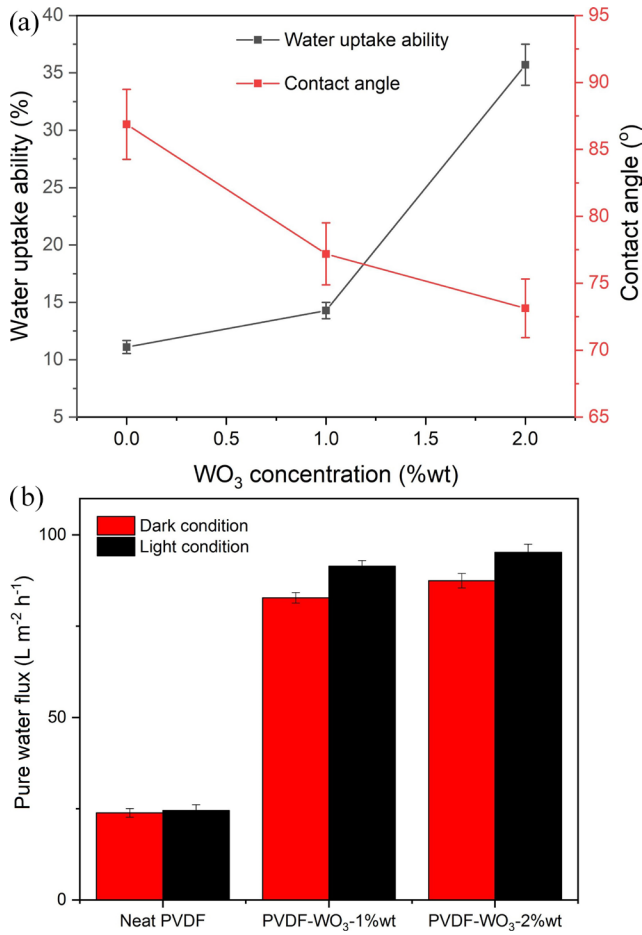 (a)
40
35
30
25
20
15
10
5
Water uptake ability (%)
Water uptake ability
Contact angle
95
90
85
80
75
70
65
Contact angle (o)
0.0 0.5 1.0 1.5 2.0
WO3 concentration (%wt)
(b)
Dark condition
Light condition
100
50
0
Pure water flux (L m-2 h-1)
Neat PVDF PVDF-WO3-1%wt PVDF-WO3-2%wt